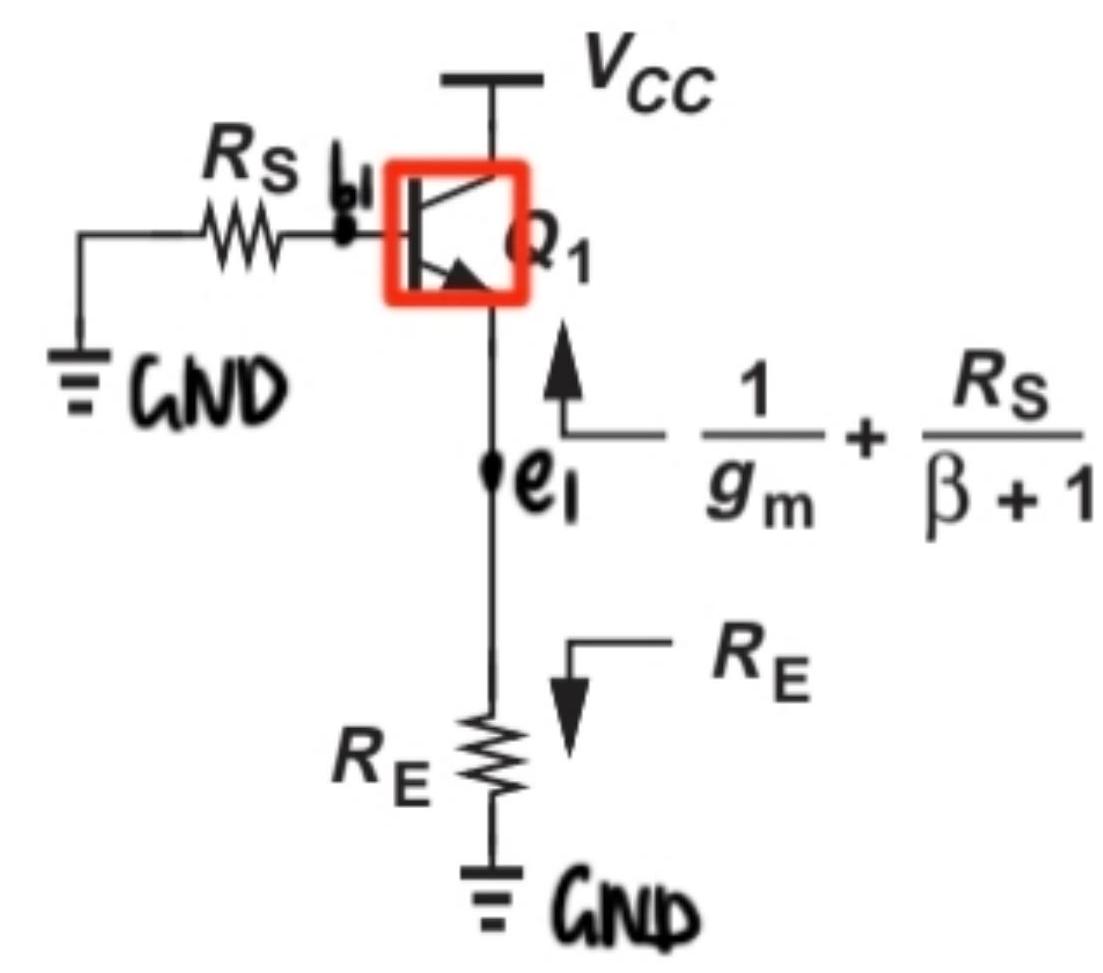 V_CC
R_S b1
Q_1
GND
1/g_m + R_S/(β + 1)
e1
R_E
R_E
GND